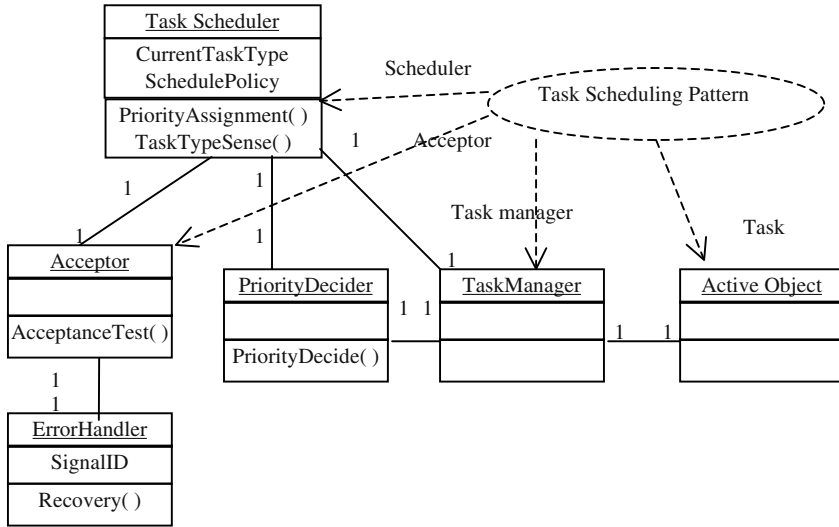 Task Scheduler
CurrentTaskType
SchedulePolicy
PriorityAssignment( )
TaskTypeSense( )
Scheduler
Task Scheduling Pattern
Acceptor
Task manager
Task
1
1
1
1
1
1
Acceptor
AcceptanceTest( )
PriorityDecider
PriorityDecide( )
1 1
TaskManager
1 1
Active Object
1
1
ErrorHandler
SignalID
Recovery( )